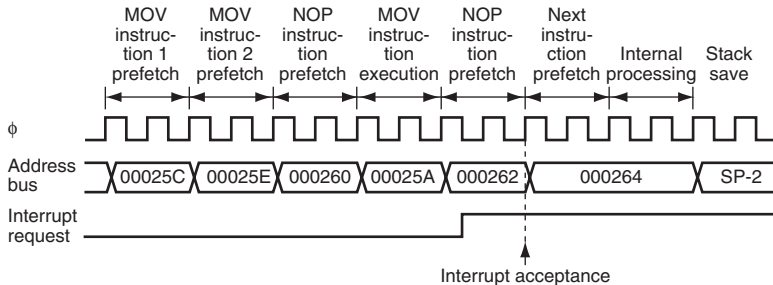 MOV instruc-tion 1 prefetch
MOV instruc-tion 2 prefetch
NOP instruc-tion prefetch
MOV instruc-tion execution
NOP instruc-tion prefetch
Next instru-ction prefetch
Internal processing
Stack save
φ
Address bus
00025C 00025E 000260 00025A 000262 000264 SP-2
Interrupt request
Interrupt acceptance